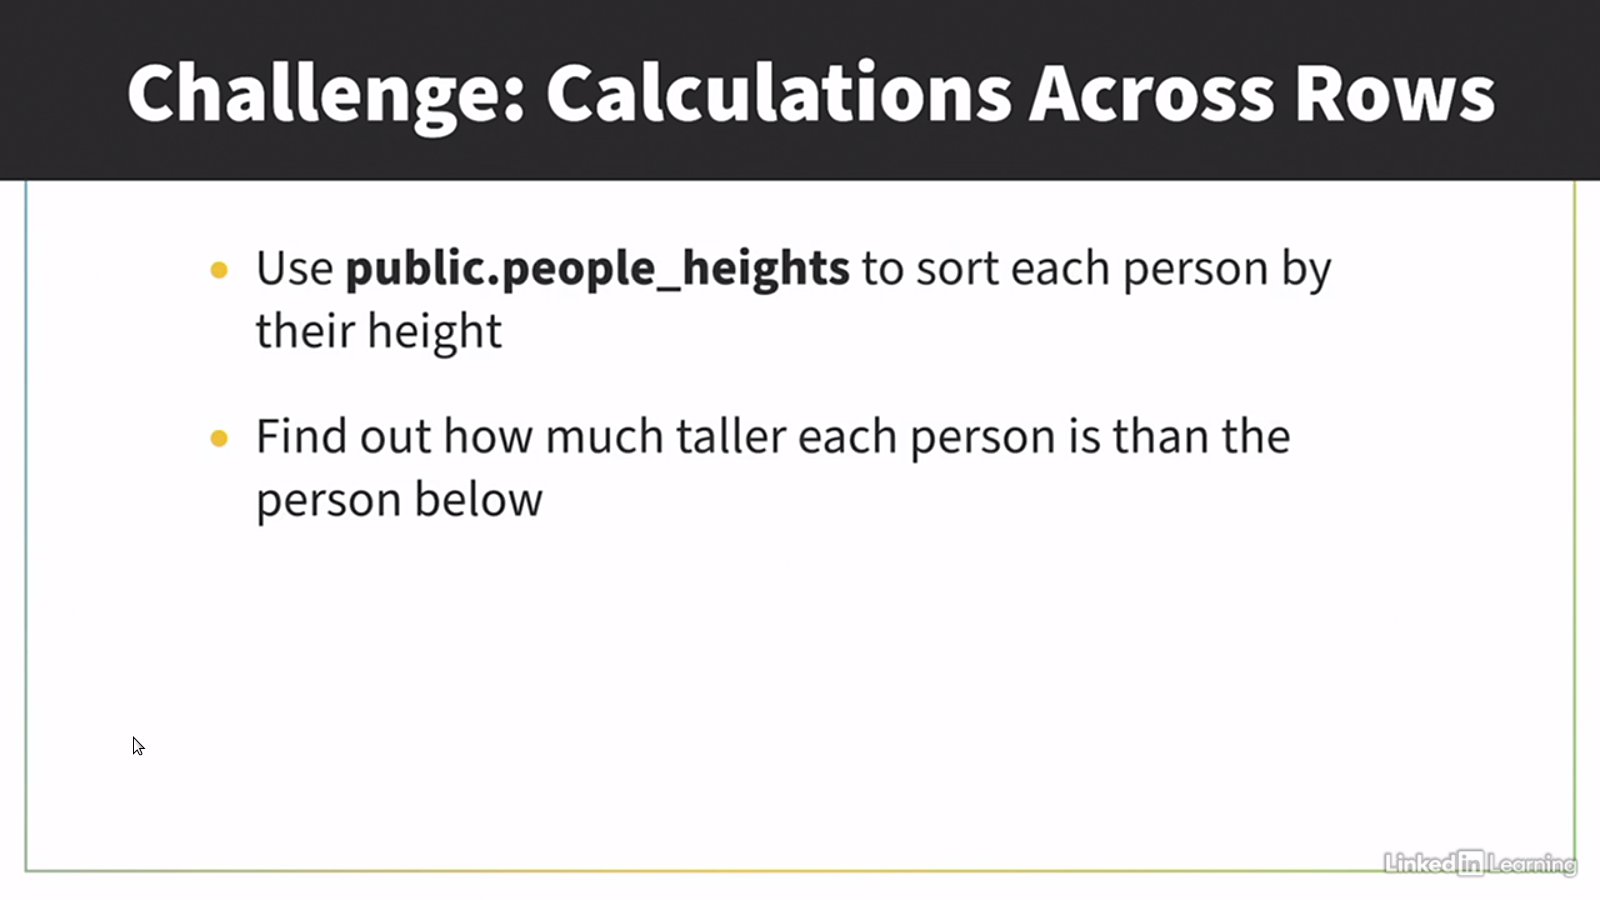 Challenge: Calculations Across Rows
• Use public.people_heights to sort each person by
their height
• Find out how much taller each person is than the
person below
Linked in Learning